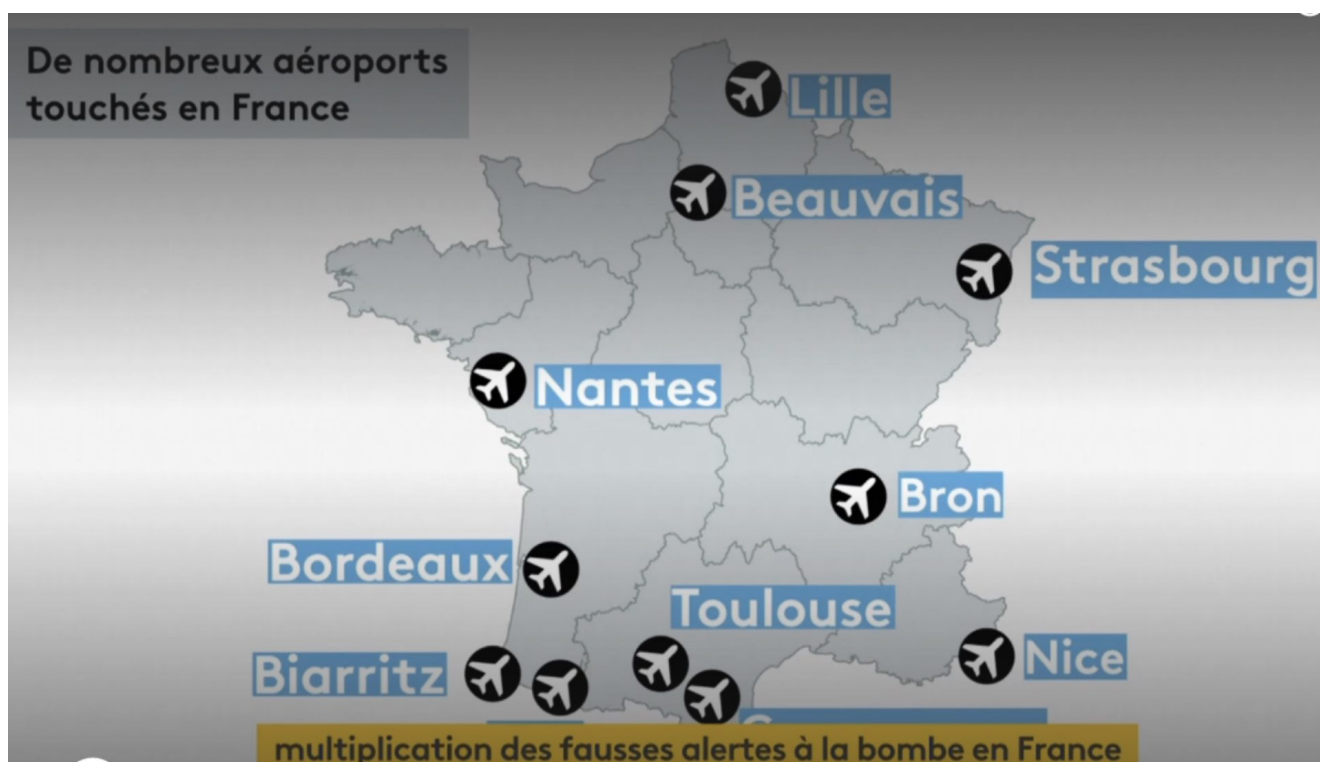 De nombreux aéroports
touchés en France
Lille
Beauvais
Strasbourg
Nantes
Bron
Bordeaux
Toulouse
Nice
Biarritz
multiplication des fausses alertes à la bombe en France